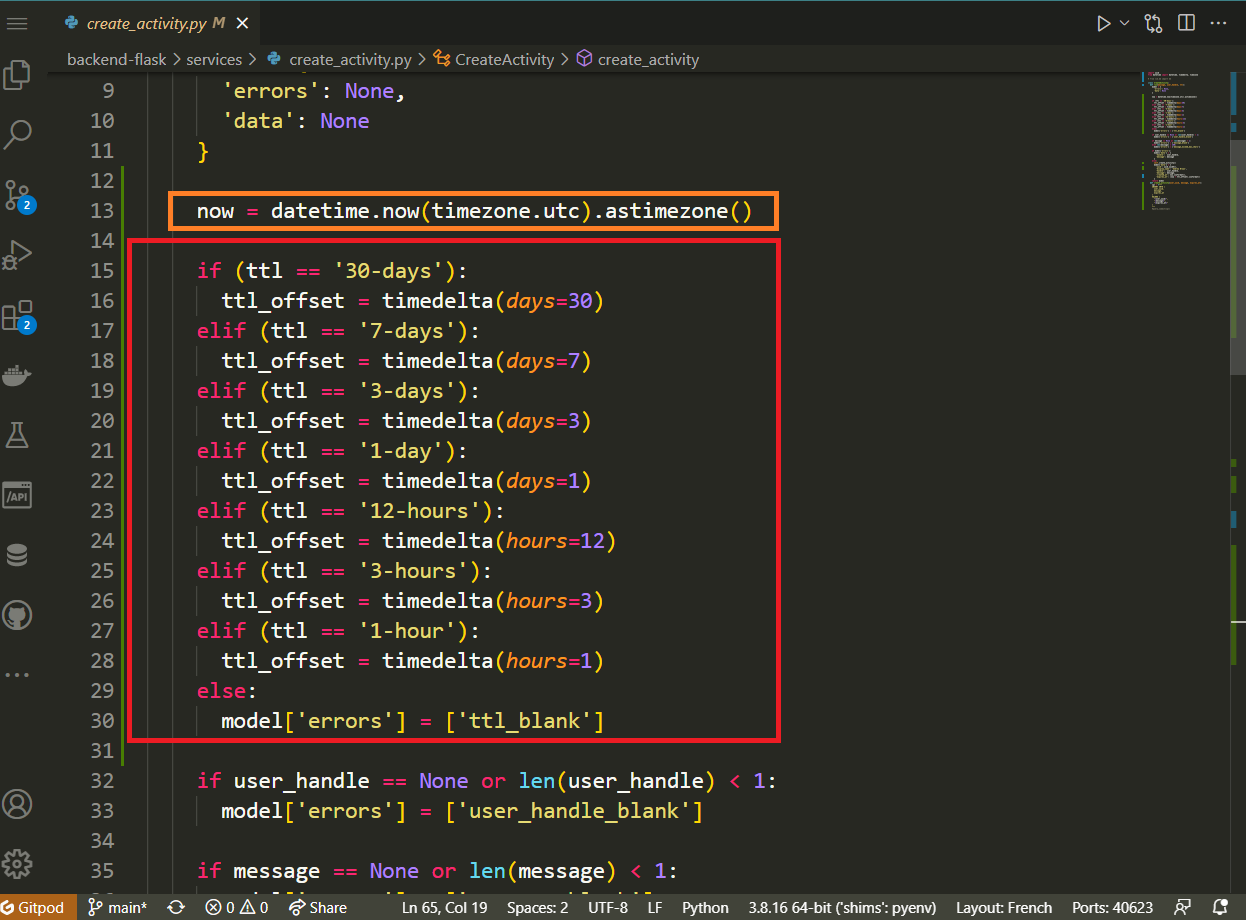 create_activity.py M
backend-flask > services > create_activity.py > CreateActivity > create_activity
9 'errors': None,
10 'data': None
11 }
12
13 now = datetime.now(timezone.utc).astimezone()
14
15 if (ttl == '30-days'):
16 ttl_offset = timedelta(days=30)
17 elif (ttl == '7-days'):
18 ttl_offset = timedelta(days=7)
19 elif (ttl == '3-days'):
20 ttl_offset = timedelta(days=3)
21 elif (ttl == '1-day'):
22 ttl_offset = timedelta(days=1)
23 elif (ttl == '12-hours'):
24 ttl_offset = timedelta(hours=12)
25 elif (ttl == '3-hours'):
26 ttl_offset = timedelta(hours=3)
27 elif (ttl == '1-hour'):
28 ttl_offset = timedelta(hours=1)
29 else:
30 model['errors'] = ['ttl_blank']
31
32 if user_handle == None or len(user_handle) < 1:
33 model['errors'] = ['user_handle_blank']
34
35 if message == None or len(message) < 1:
2
2
/API
Gitpod main* 0 0 Share Ln 65, Col 19 Spaces: 2 UTF-8 LF Python 3.8.16 64-bit ('shims': pyenv) Layout: French Ports: 40623